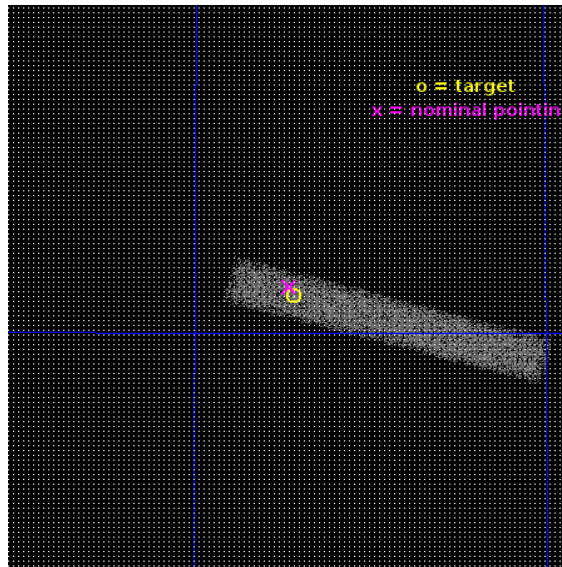 o = target
x = nominal pointin